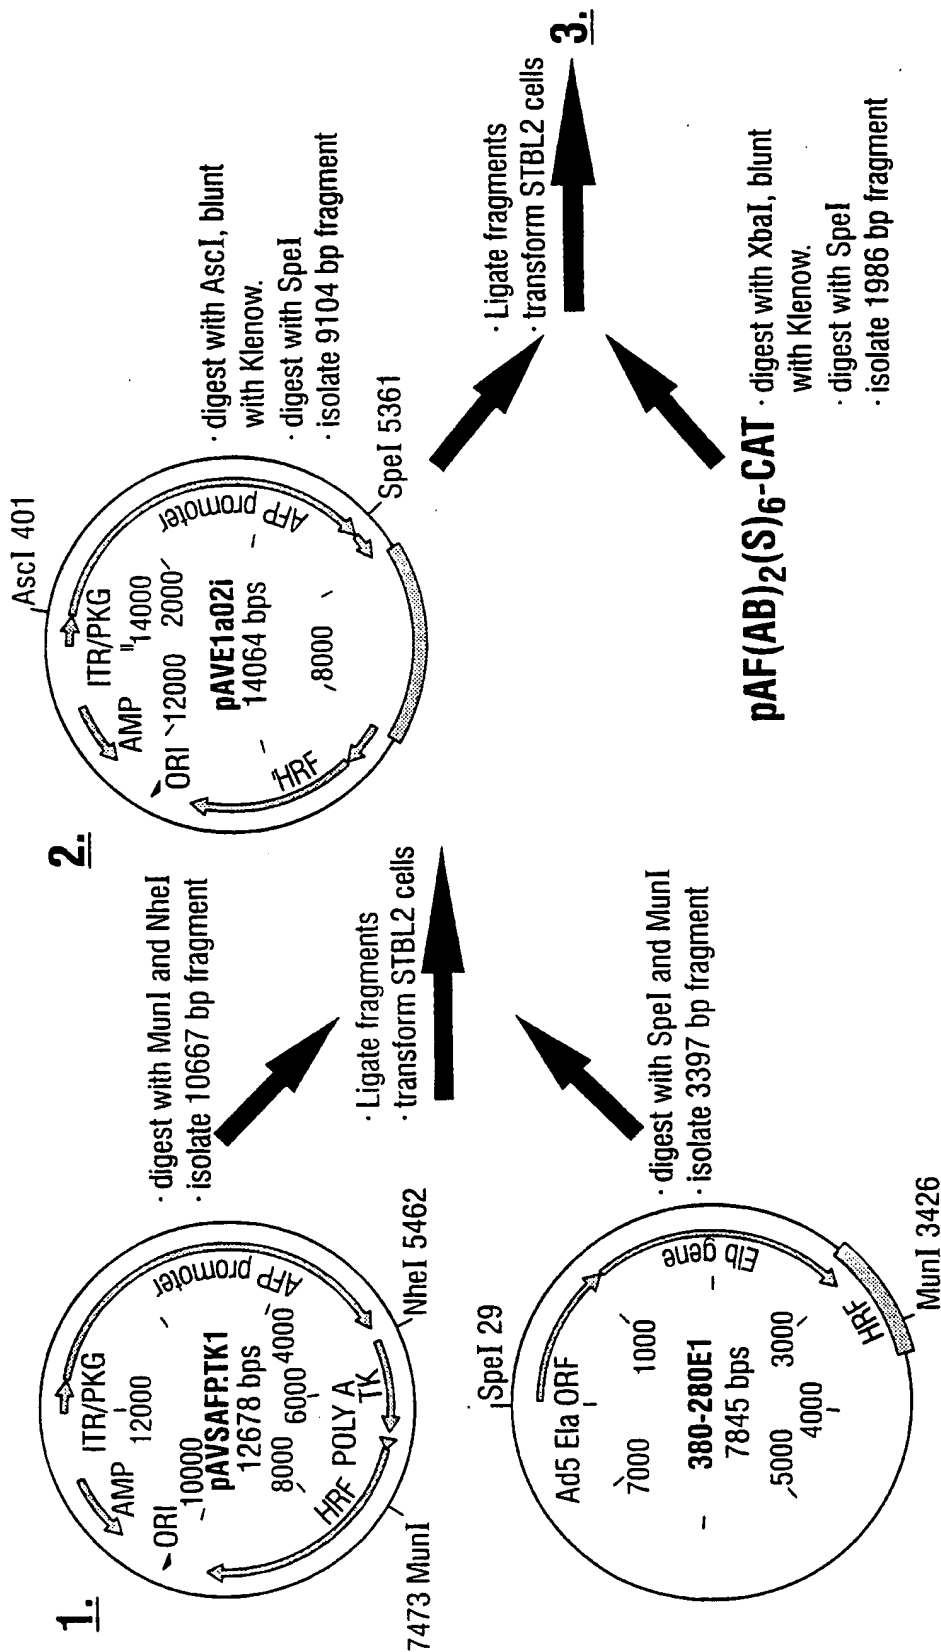 1.
ITR/PKG
AMP
ORI
12000
10000
pAVSAFP.TK1
12678 bps
8000
6000
4000
AFP promoter
HRF
POLY A
TK
NheI 5462
7473 MunI
· digest with MunI and NheI
· isolate 10667 bp fragment
SpeI 29
Ad5 Ela ORF
7000
1000
380-280E1
7845 bps
5000
4000
3000
Elb gene
HRF
MunI 3426
· digest with SpeI and MunI
· isolate 3397 bp fragment
· Ligate fragments
· transform STBL2 cells
2.
AscI 401
ITR/PKG
AMP
ORI
14000
12000
2000
pAVE1a02i
14064 bps
8000
AFP promoter
HRF
SpeI 5361
· digest with AscI, blunt
with Klenow.
· digest with SpeI
· isolate 9104 bp fragment
pAF(AB)2(S)6-CAT
· digest with XbaI, blunt
with Klenow.
· digest with SpeI
· isolate 1986 bp fragment
· Ligate fragments
· transform STBL2 cells
3.